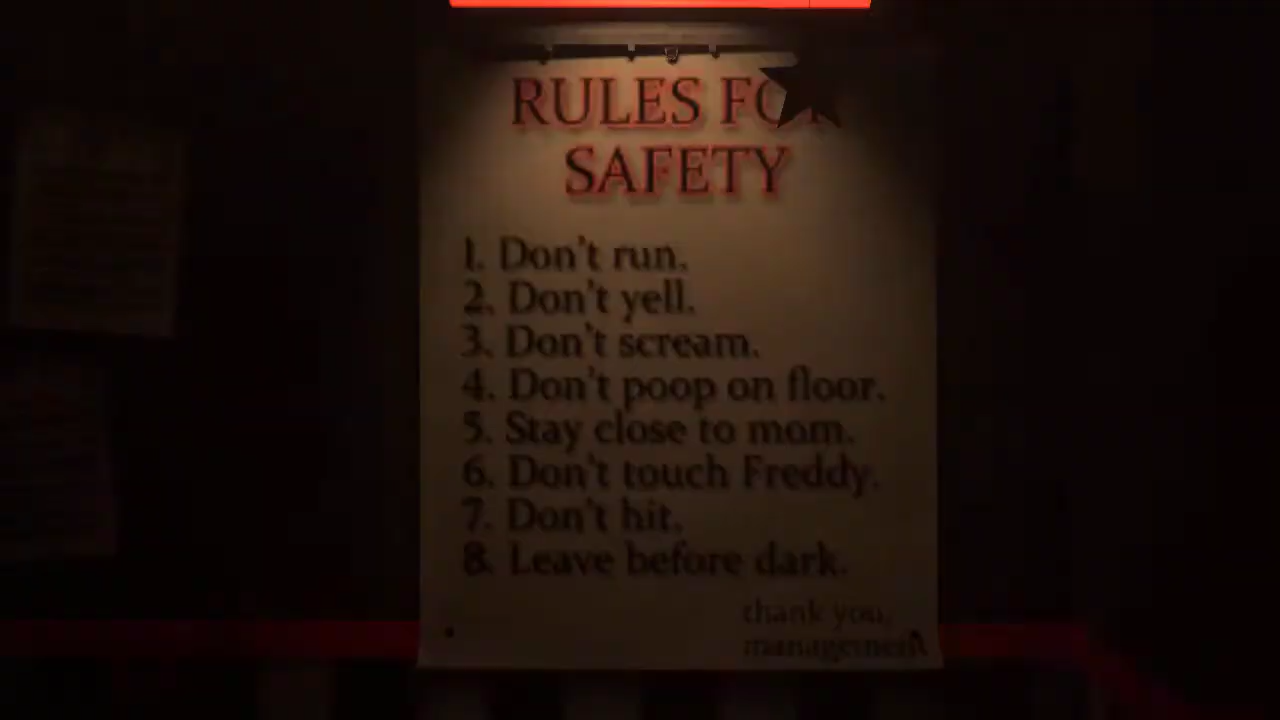 RULES FOR
SAFETY
1. Don't run.
2. Don't yell.
3. Don't scream.
4. Don't poop on floor.
5. Stay close to mom.
6. Don't touch Freddy.
7. Don't hit.
8. Leave before dark.
thank you,
management